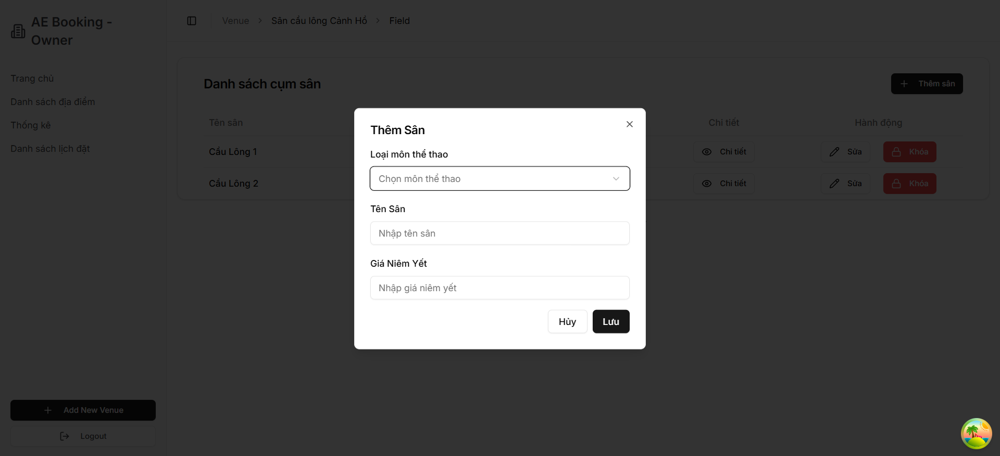 AE Booking -
Owner
Trang chủ
Danh sách địa điểm
Thống kê
Danh sách lịch đặt
Add New Venue
Logout
Venue > Sân cầu lông Cảnh Hồ > Field
Danh sách cụm sân
Thêm sân
Tên sân Chi tiết Hành động
Cầu Lông 1 Chi tiết Sửa Khóa
Cầu Lông 2 Chi tiết Sửa Khóa
Thêm Sân
Loại môn thể thao
Chọn môn thể thao
Tên Sân
Nhập tên sân
Giá Niêm Yết
Nhập giá niêm yết
Hủy Lưu